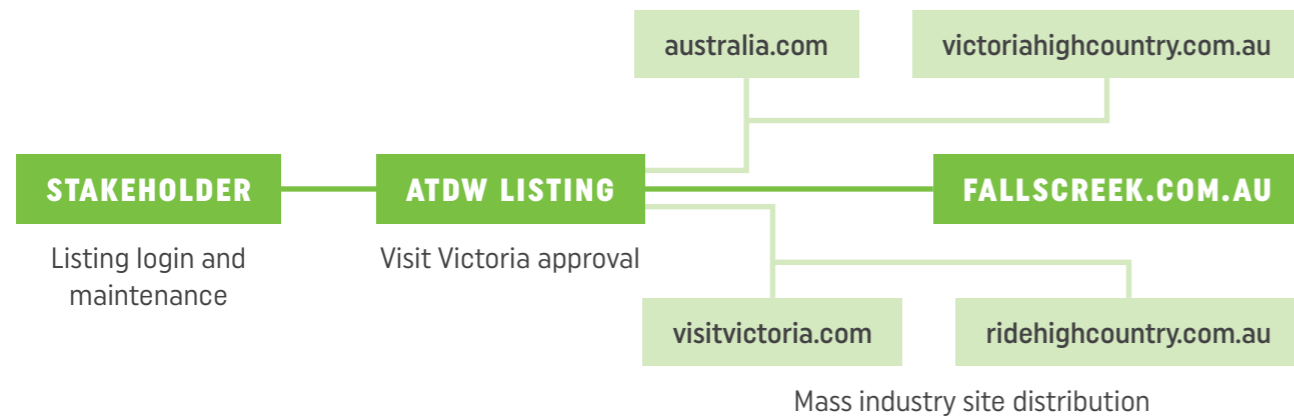 australia.com
victoriahighcountry.com.au
STAKEHOLDER
ATDW LISTING
FALLSCREEK.COM.AU
Listing login and
maintenance
Visit Victoria approval
visitvictoria.com
ridehighcountry.com.au
Mass industry site distribution